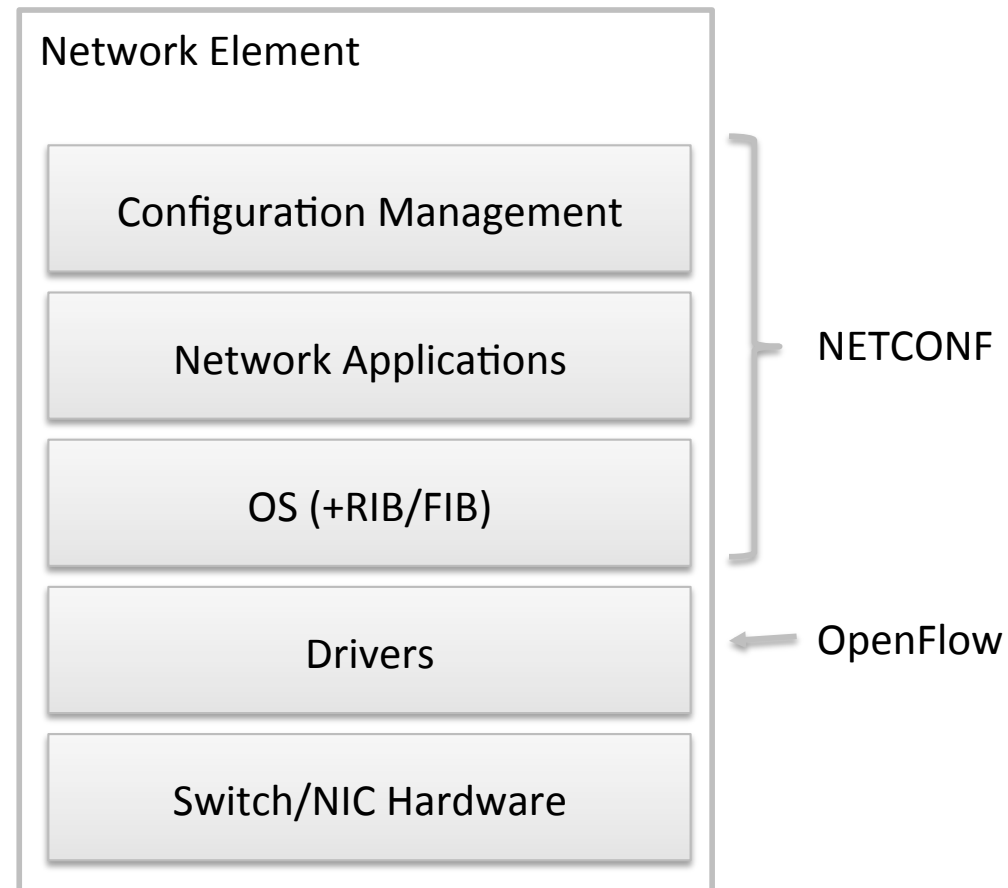 Network Element
Configuration Management
Network Applications
NETCONF
OS (+RIB/FIB)
Drivers
OpenFlow
Switch/NIC Hardware